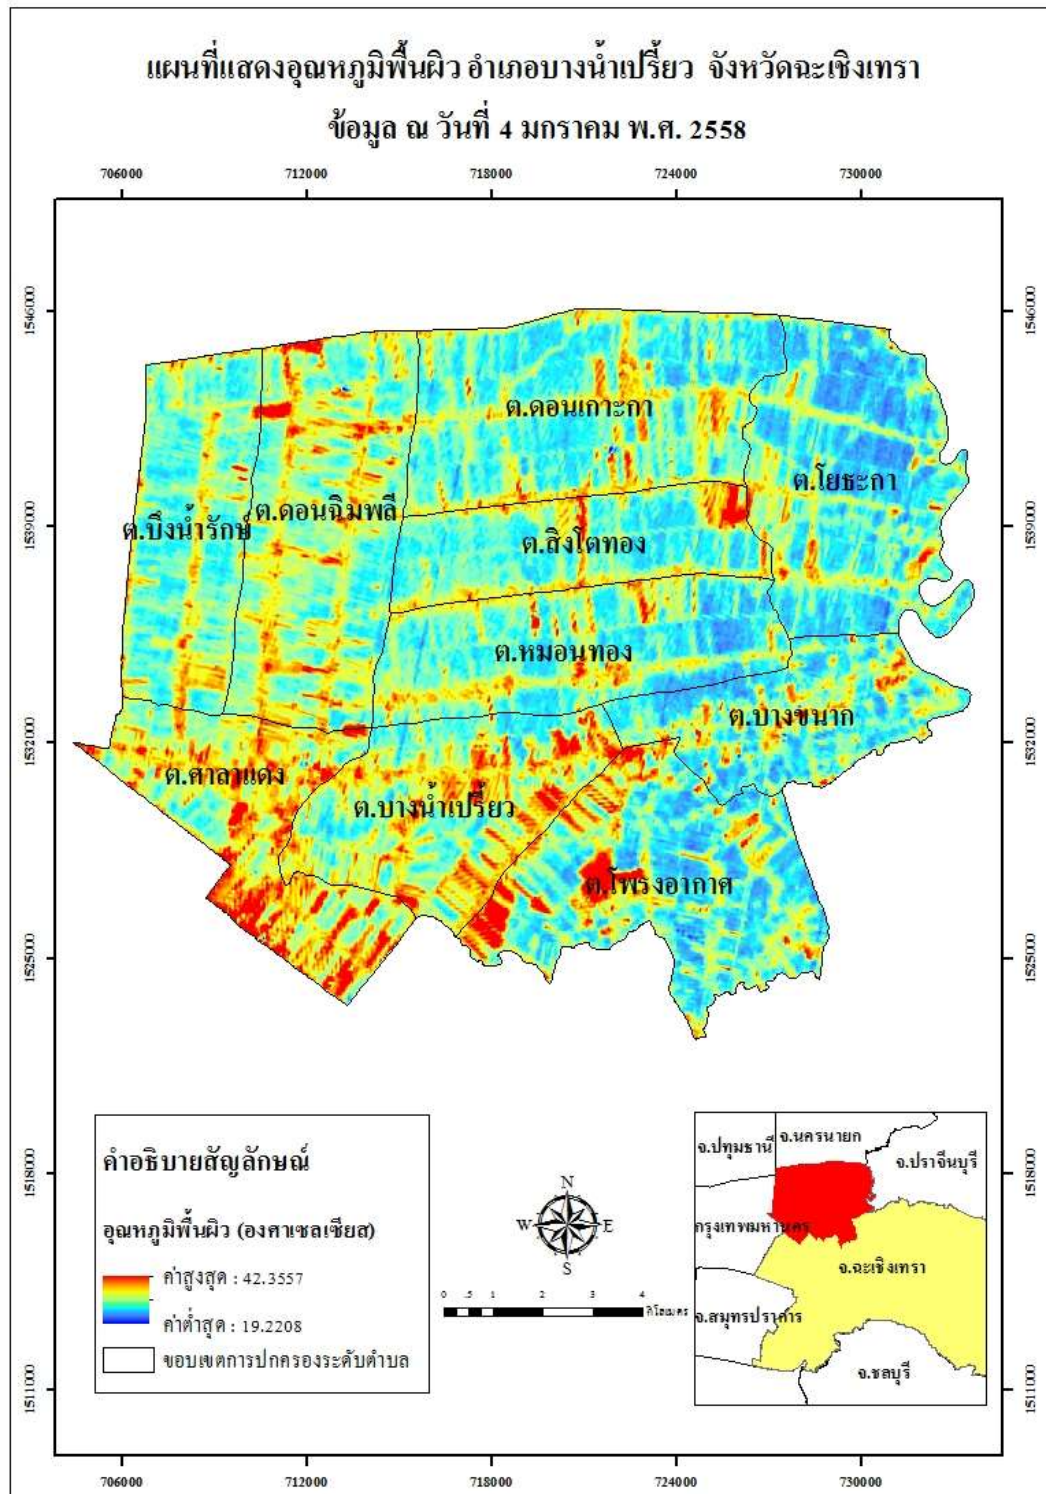 แผนที่แสดงอุณหภูมิพื้นผิว อำเภอบางน้ำเปรี้ยว จังหวัดฉะเชิงเทรา
ข้อมูล ณ วันที่ 4 มกราคม พ.ศ. 2558
706000 712000 718000 724000 730000
1546000 1546000
ต.ดอนเกาะกา
ต.โยธะกา
ต.ดอนฉิมพลี
ต.บึงน้ำรักษ์
1539000 1539000
ต.สิงโตทอง
ต.หมอนทอง
ต.บางขนาก
1532000 1532000
ต.ศาลาแดง
ต.บางน้ำเปรี้ยว
ต.โพรงอากาศ
1525000 1525000
1518000 1518000
คำอธิบายสัญลักษณ์
อุณหภูมิพื้นผิว (องศาเซลเซียส)
ค่าสูงสุด : 42.3557
ค่าต่ำสุด : 19.2208
ขอบเขตการปกครองระดับตำบล
N
W E
S
0 .5 1 2 3 4
กิโลเมตร
จ.นครนายก
จ.ปทุมธานี
จ.ปราจีนบุรี
กรุงเทพมหานคร
จ.ฉะเชิงเทรา
จ.สมุทรปราการ
จ.ชลบุรี
1511000 1511000
706000 712000 718000 724000 730000